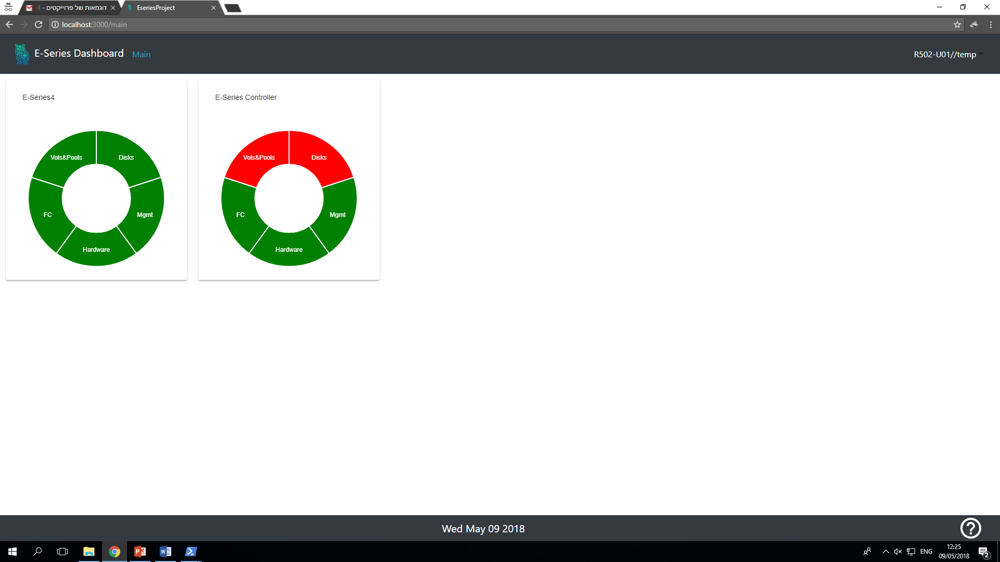 דוגמאות של פרוייקטים - il
EseriesProject
localhost:3000/main
E-Series Dashboard
Main
R502-U01//temp
E-Series4
Vols&Pools
Disks
FC
Mgmt
Hardware
E-Series Controller
Vols&Pools
Disks
FC
Mgmt
Hardware
Wed May 09 2018
?
ENG
12:25
09/05/2018
2